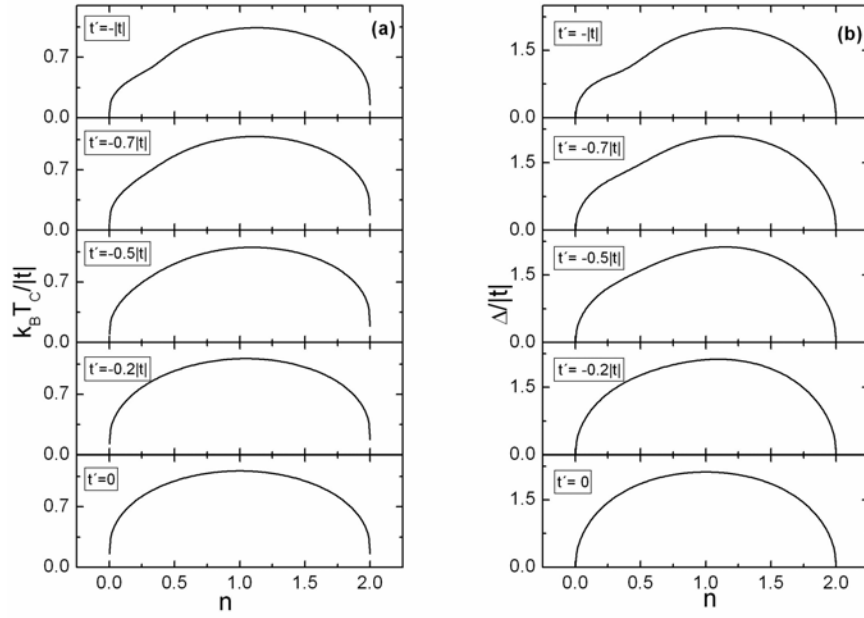 t´=-|t|
(a)
0.7
0.0
t´=-0.7|t|
0.7
0.0
t´=-0.5|t|
0.7
0.0
t´=-0.2|t|
0.7
0.0
t´=0
0.7
0.0
k_B T_C/|t|
0.0 0.5 1.0 1.5 2.0
n
t´= -|t|
(b)
1.5
0.0
t´= -0.7|t|
1.5
0.0
t´= -0.5|t|
1.5
0.0
t´= -0.2|t|
1.5
0.0
t´= 0
1.5
0.0
Δ/|t|
0.0 0.5 1.0 1.5 2.0
n